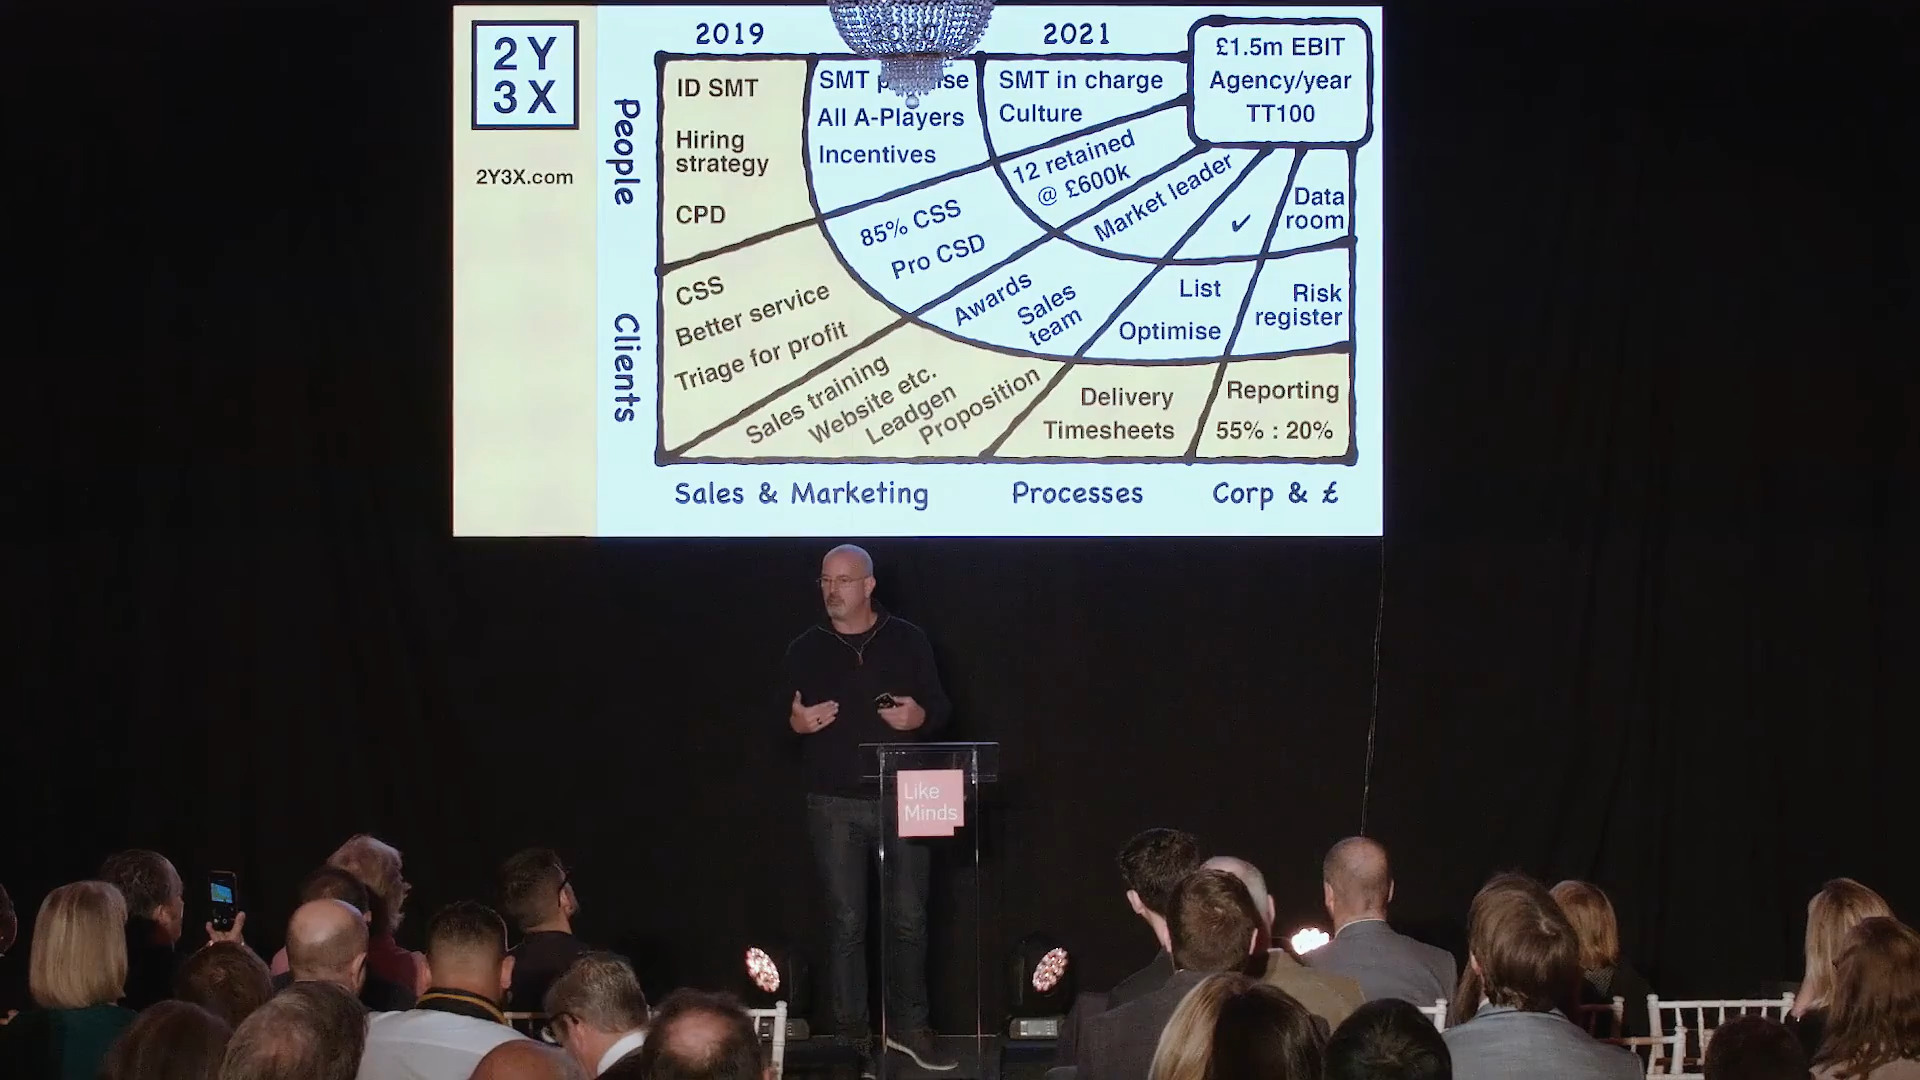 2Y
3X
2Y3X.com
2019
2021
£1.5m EBIT
Agency/year
TT100
People
Clients
ID SMT
Hiring
strategy
CPD
SMT
All A-Players
Incentives
SMT in charge
Culture
CSS
Better service
Triage for profit
85% CSS
Pro CSD
12 retained
@ £600k
Sales training
Website etc.
Leadgen
Proposition
Awards
Sales
team
Market leader
Delivery
Timesheets
List
Optimise
✓
Reporting
55% : 20%
Risk
register
Data
room
Sales & Marketing
Processes
Corp & £
Like
Minds